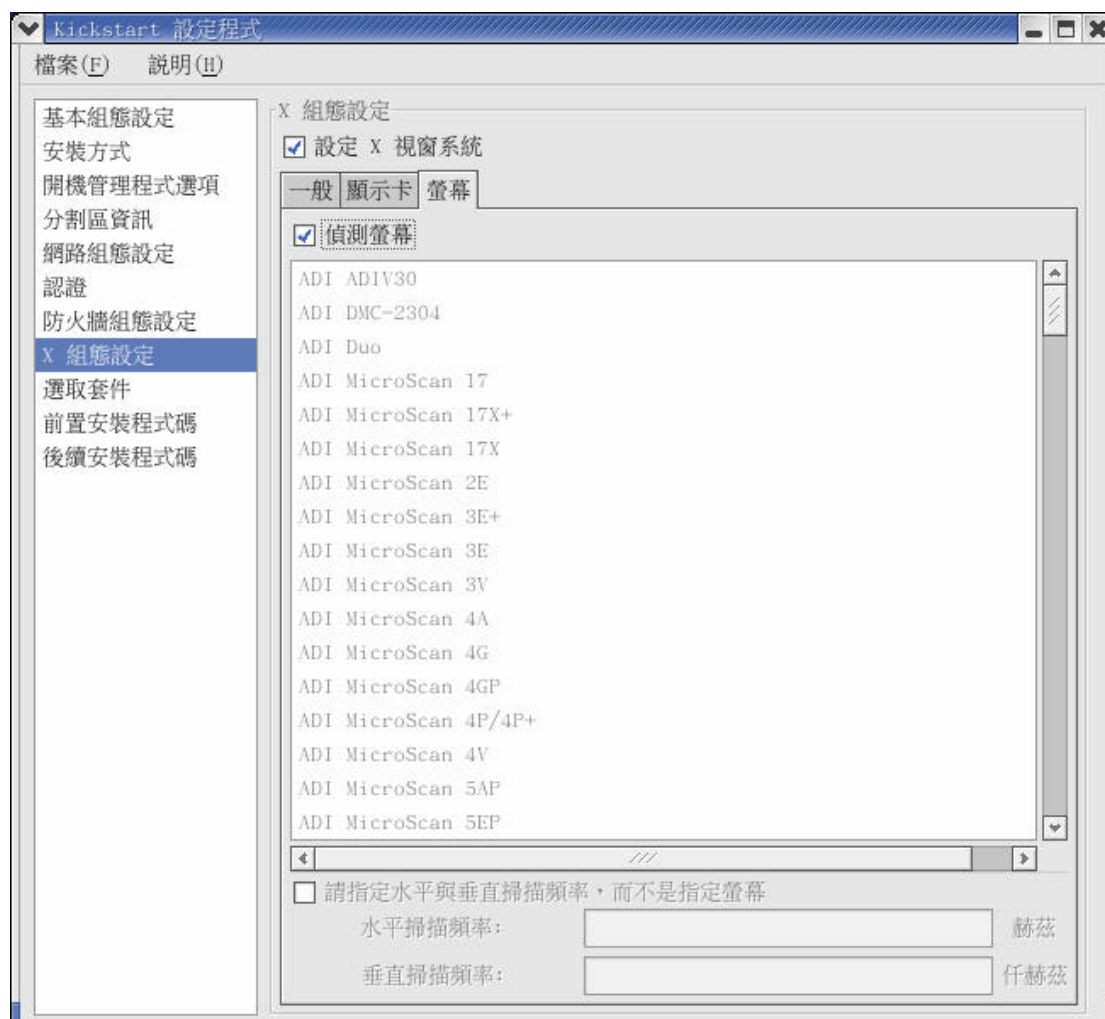 Kickstart 設定程式
檔案(F) 說明(H)
基本組態設定
安裝方式
開機管理程式選項
分割區資訊
網路組態設定
認證
防火牆組態設定
X 組態設定
選取套件
前置安裝程式碼
後續安裝程式碼
X 組態設定
設定 X 視窗系統
一般 顯示卡 螢幕
偵測螢幕
ADI ADIV30
ADI DMC-2304
ADI Duo
ADI MicroScan 17
ADI MicroScan 17X+
ADI MicroScan 17X
ADI MicroScan 2E
ADI MicroScan 3E+
ADI MicroScan 3E
ADI MicroScan 3V
ADI MicroScan 4A
ADI MicroScan 4G
ADI MicroScan 4GP
ADI MicroScan 4P/4P+
ADI MicroScan 4V
ADI MicroScan 5AP
ADI MicroScan 5EP
請指定水平與垂直掃描頻率，而不是指定螢幕
水平掃描頻率: 赫茲
垂直掃描頻率: 仟赫茲